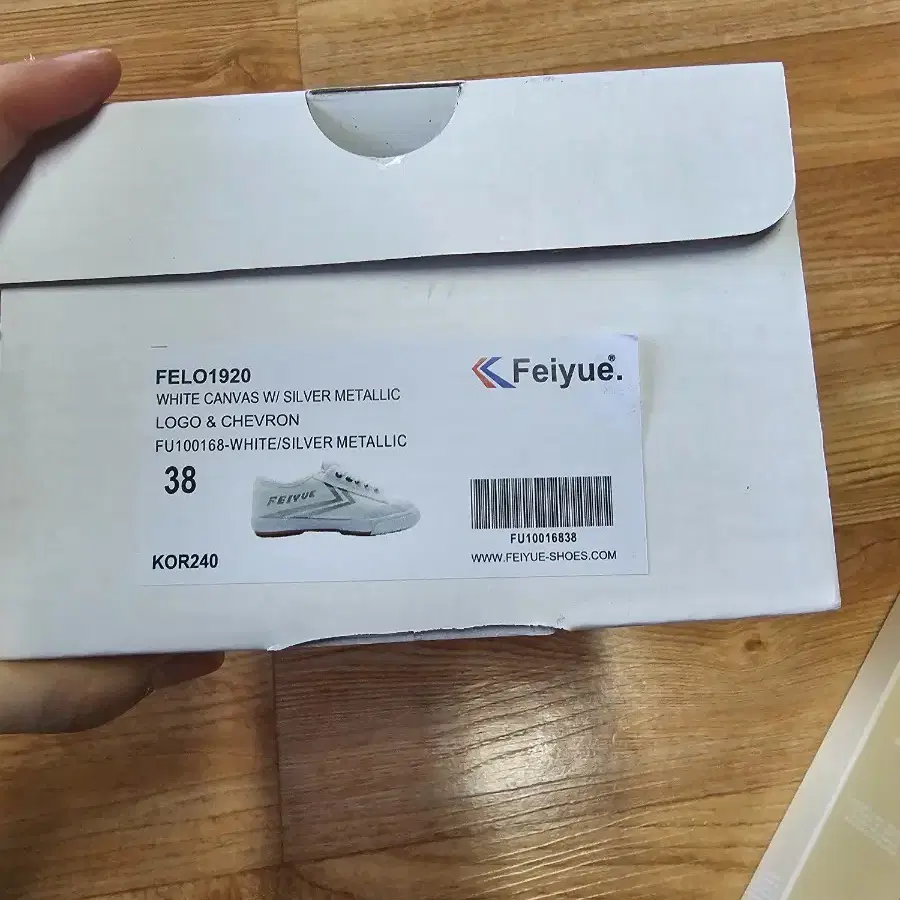 FELO1920
WHITE CANVAS W/ SILVER METALLIC
LOGO & CHEVRON
FU100168-WHITE/SILVER METALLIC
38
KOR240
Feiyue®.
FEIYUE
FU10016838
WWW.FEIYUE-SHOES.COM